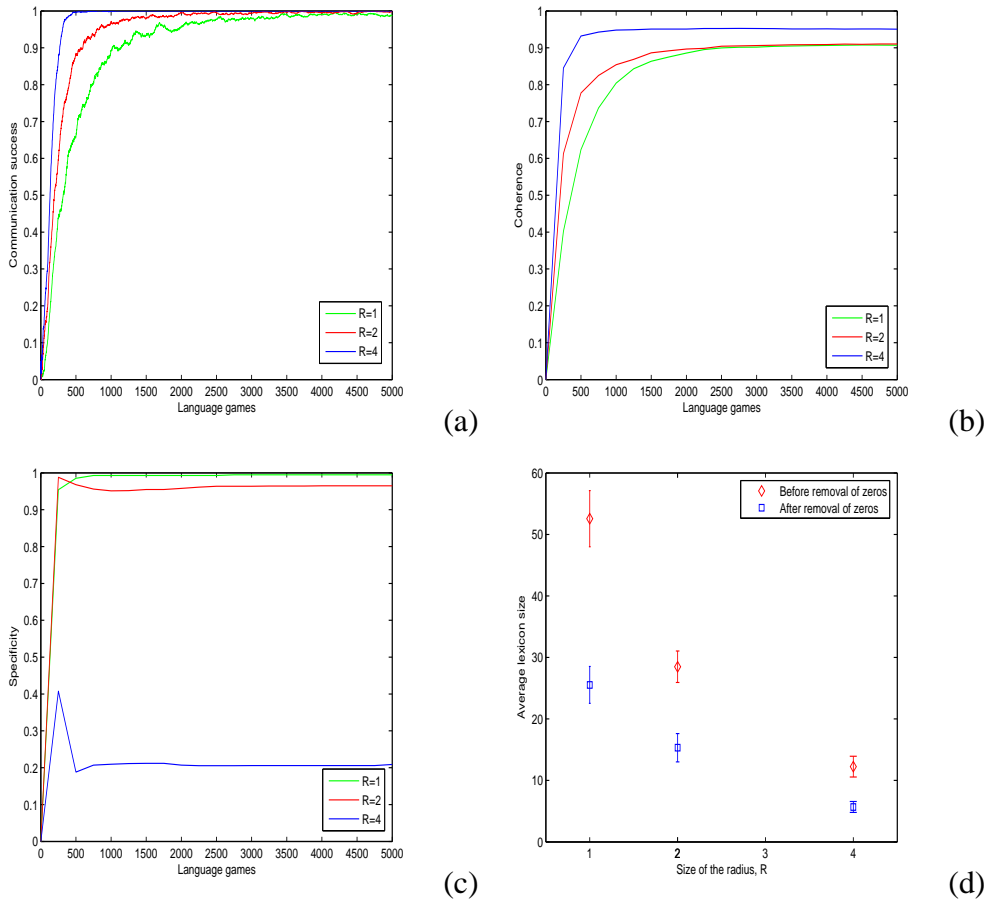 Communication success
1
0.9
0.8
0.7
0.6
0.5
0.4
0.3
0.2
0.1
0
0 500 1000 1500 2000 2500 3000 3500 4000 4500 5000
Language games
R=1
R=2
R=4
(a)
Coherence
1
0.9
0.8
0.7
0.6
0.5
0.4
0.3
0.2
0.1
0
0 500 1000 1500 2000 2500 3000 3500 4000 4500 5000
Language games
R=1
R=2
R=4
(b)
Specificity
1
0.9
0.8
0.7
0.6
0.5
0.4
0.3
0.2
0.1
0
0 500 1000 1500 2000 2500 3000 3500 4000 4500 5000
Language games
R=1
R=2
R=4
(c)
Average lexicon size
60
50
40
30
20
10
0
1 2 3 4
Size of the radius, R
Before removal of zeros
After removal of zeros
(d)